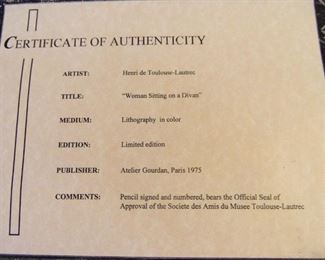 CERTIFICATE OF AUTHENTICITY
ARTIST: Henri de Toulouse-Lautrec
TITLE: "Woman Sitting on a Divan"
MEDIUM: Lithography in color
EDITION: Limited edition
PUBLISHER: Atelier Gourdan, Paris 1975
COMMENTS: Pencil signed and numbered, bears the Official Seal of
Approval of the Societe des Amis du Musee Toulouse-Lautrec